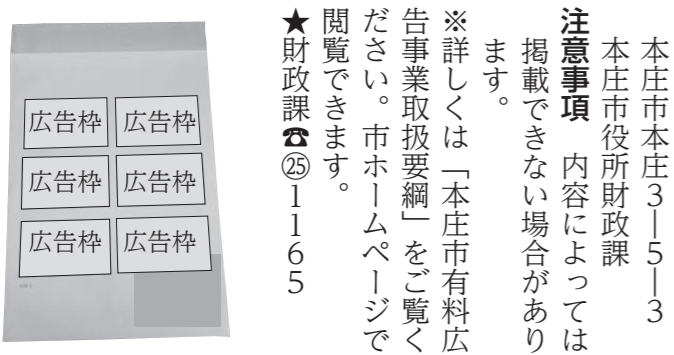 本庄市本庄3―5―3
本庄市役所財政課
注意事項　内容によっては
掲載できない場合があり
ます。
※詳しくは「本庄市有料広
告事業取扱要綱」をご覧く
ださい。市ホームページで
閲覧できます。
★財政課☎㉕1165
広告枠 広告枠
広告枠 広告枠
広告枠 広告枠